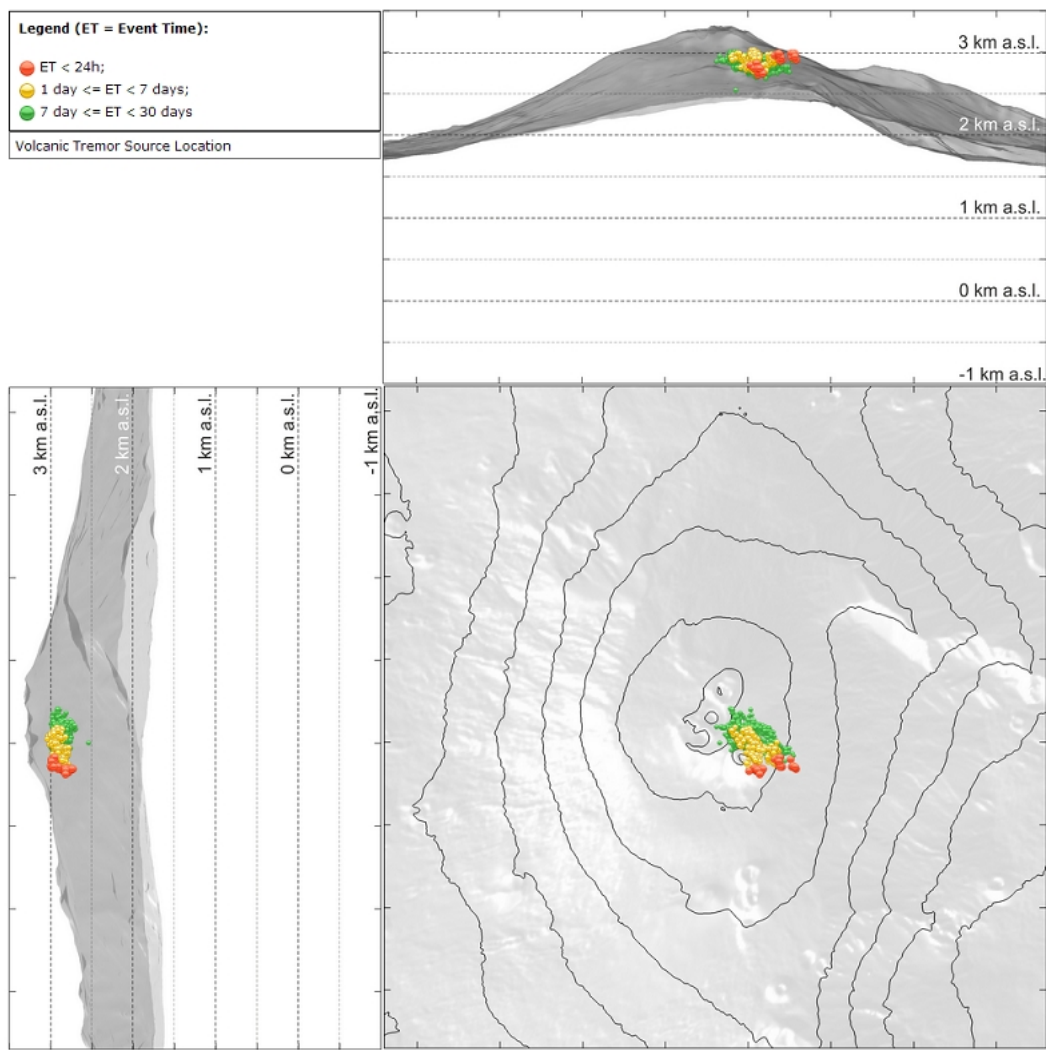 Legend (ET = Event Time):
ET < 24h;
1 day <= ET < 7 days;
7 day <= ET < 30 days
Volcanic Tremor Source Location
3 km a.s.l.
2 km a.s.l.
1 km a.s.l.
0 km a.s.l.
-1 km a.s.l.
3 km a.s.l.
2 km a.s.l.
1 km a.s.l.
0 km a.s.l.
-1 km a.s.l.